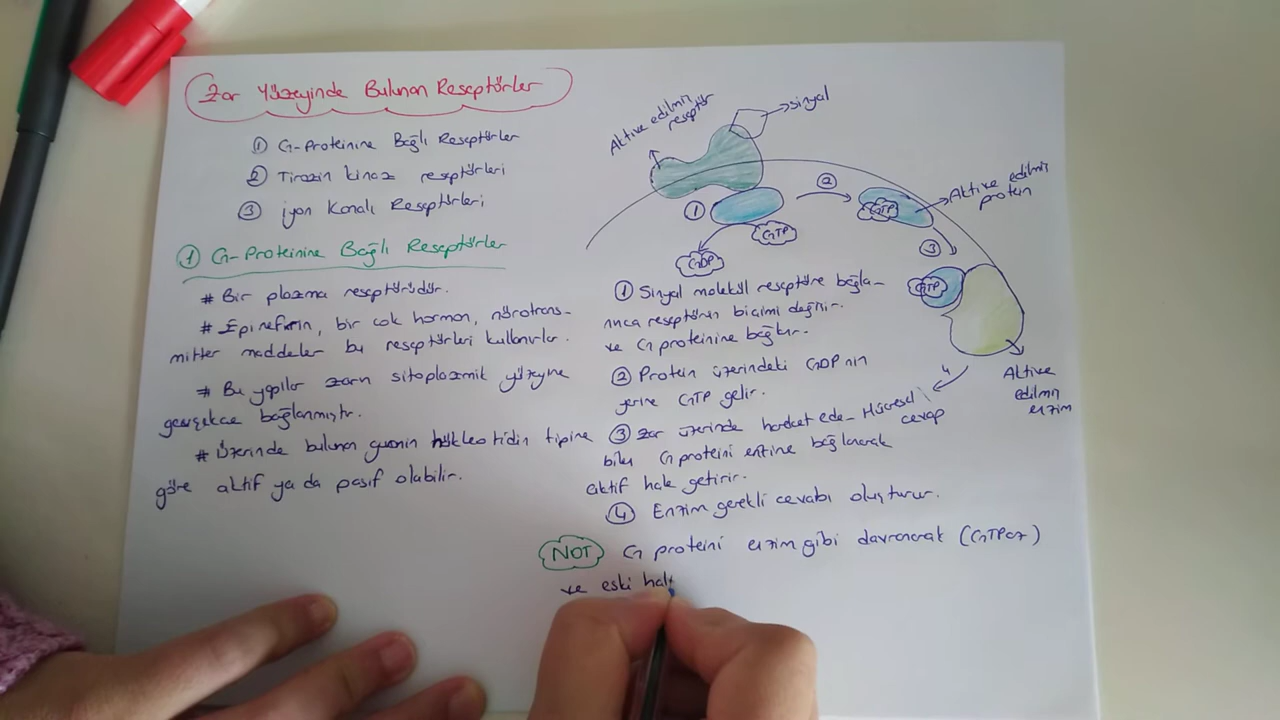 Zar Yüzeyinde Bulunan Reseptörler
① G-Proteinine Bağlı Reseptörler
② Tirozin kinaz reseptörleri
③ iyon Kanalı Reseptörleri
① G-Proteinine Bağlı Reseptörler
# Bir plazma reseptörüdür.
# Epinefrin, bir çok hormon, nörotrans-
mitter maddeler bu reseptörleri kullanırlar.
# Bu yapılar zarın sitoplazmik yüzeyne
gevşekçe bağlanmıştır.
# Üzerinde bulunan guanin nükleotidin tipine
göre aktif ya da pasif olabilir.
Aktive edilmiş
reseptör
sinyal
①
GDP
GTP
②
GTP
Aktive edilmiş
protein
③
GTP
Aktive
edilmiş
enzim
4
Hücresel
cevap
① Sinyal molekül reseptöre bağla-
nınca reseptörün biçimi değişir.
ve G proteinine bağlanır.
② Protein üzerindeki GDP nin
yerine GTP gelir.
③ Zar üzerinde hareket ede-
bilen G proteini enzime bağlanarak
aktif hale getirir.
④ Enzim gerekli cevabı oluşturur.
NOT G proteini enzim gibi davranarak (GTPaz)
ve eski hal